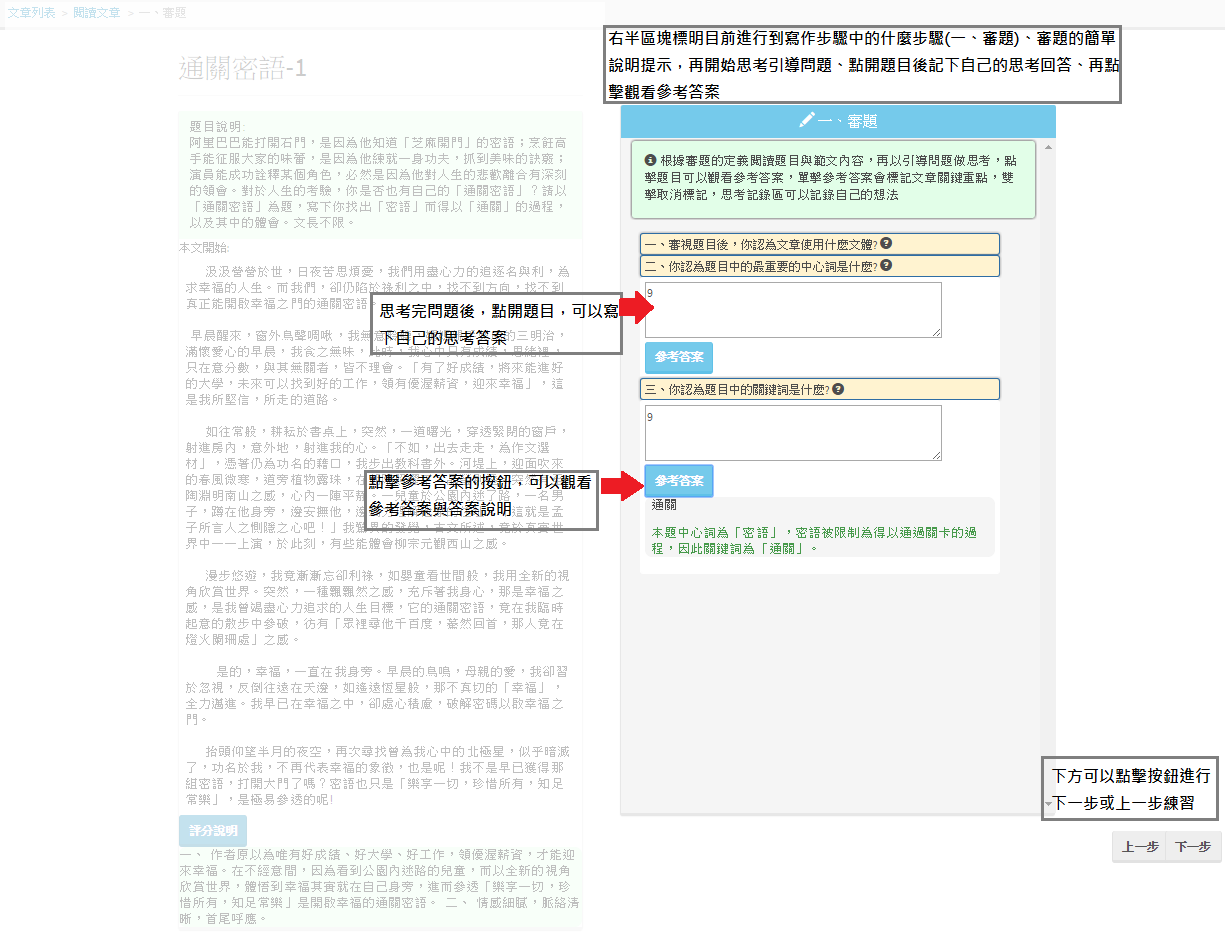 文章列表 > 閱讀文章 > 一、審題
通關密語-1
題目說明:
阿里巴巴能打開石門，是因為他知道「芝麻開門」的密語；烹飪高
手能征服大家的味蕾，是因為他練就一身功夫，抓到美味的訣竅；
演員能成功詮釋某個角色，必然是因為他對人生的悲歡離合有深刻
的領會。對於人生的考驗，你是否也有自己的「通關密語」？請以
「通關密語」為題，寫下你找出「密語」而得以「通關」的過程，
以及其中的體會。文長不限。
本文開始:
汲汲營營於世，日夜苦思煩憂，我們用盡心力的追逐名與利，為
求幸福的人生。而我們，卻仍陷於祿利之中，找不到方向，找不到
真正能開啟幸福之門的通關密語。
早晨醒來，窗外鳥聲啁啾，我無意
的三明治，
滿懷愛心的早晨，我食之無味，此時，我心中只有成績，思緒裡，
只在意分數，與其無關者，皆不理會。「有了好成績，將來能進好
的大學，未來可以找到好的工作，領有優渥薪資，迎來幸福」，這
是我所堅信，所走的道路。
如往常般，耕耘於書桌上，突然，一道曙光，穿透緊閉的窗戶，
射進房內，意外地，射進我的心。「不如，出去走走，為作文選
材」，憑著仍為功名的藉口，我步出教科書外。河堤上，迎面吹來
的春風微寒，道旁植物露珠，在
陶淵明南山之感，心內一陣平靜。一兒童於公園內迷了路，一名男
子，蹲在他身旁，邊安撫他，邊
這就是孟
子所言人之惻隱之心吧！」我驚異的發覺，古文所述，竟於真實世
界中一一上演，於此刻，有些能體會柳宗元觀西山之感。
漫步悠遊，我竟漸漸忘卻利祿，如嬰童看世間般，我用全新的視
角欣賞世界。突然，一種飄飄然之感，充斥著我身心，那是幸福之
感，是我曾竭盡心力追求的人生目標，它的通關密語，竟在我臨時
起意的散步中參破，彷有「眾裡尋他千百度，驀然回首，那人竟在
燈火闌珊處」之感。
是的，幸福，一直在我身旁。早晨的鳥鳴，母親的愛，我卻習
於忽視，反倒往遠在天邊，如遙遠恆星般，那不真切的「幸福」，
全力邁進。我早已在幸福之中，卻處心積慮，破解密碼以啟幸福之
門。
抬頭仰望半月的夜空，再次尋找曾為我心中的北極星，似乎暗滅
了，功名於我，不再代表幸福的象徵，也是呢！我不是早已獲得那
組密語，打開大門了嗎？密語也只是「樂享一切，珍惜所有，知足
常樂」，是極易參透的呢!
評分說明
一、 作者原以為唯有好成績、好大學、好工作，領優渥薪資，才能迎
來幸福。在不經意間，因為看到公園內迷路的兒童，而以全新的視角
欣賞世界，體悟到幸福其實就在自己身旁，進而參透「樂享一切，珍
惜所有，知足常樂」是開啟幸福的通關密語。 二、 情感細膩，脈絡清
晰，首尾呼應。
右半區塊標明目前進行到寫作步驟中的什麼步驟(一、審題)、審題的簡單
說明提示，再開始思考引導問題、點開題目後記下自己的思考回答、再點
擊觀看參考答案
一、審題
根據審題的定義閱讀題目與範文內容，再以引導問題做思考，點
擊題目可以觀看參考答案，單擊參考答案會標記文章關鍵重點，雙
擊取消標記，思考記錄區可以記錄自己的想法
一、審視題目後，你認為文章使用什麼文體?
二、你認為題目中的最重要的中心詞是什麼?
9
思考完問題後，點開題目，可以寫
下自己的思考答案
參考答案
三、你認為題目中的關鍵詞是什麼?
9
點擊參考答案的按鈕，可以觀看
參考答案與答案說明
參考答案
通關
本題中心詞為「密語」，密語被限制為得以通過關卡的過
程，因此關鍵詞為「通關」。
下方可以點擊按鈕進行
下一步或上一步練習
上一步 下一步